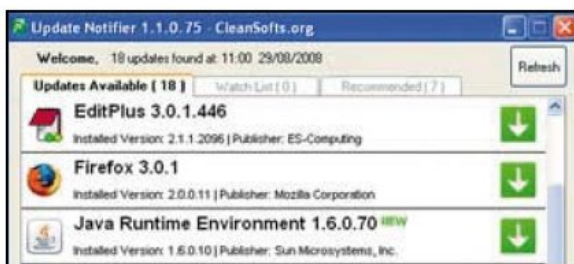 Update Notifier 1.1.0.75 - CleanSofts.org
Welcome, 18 updates found at 11:00 29/08/2008
Refresh
Updates Available ( 18 ) Watch List ( 0 ) Recommended ( 7 )
EditPlus 3.0.1.446
Installed Version: 2.1.1.2096 | Publisher: ES-Computing
Firefox 3.0.1
Installed Version: 2.0.0.11 | Publisher: Mozilla Corporation
Java Runtime Environment 1.6.0.70 NEW
Installed Version: 1.6.0.10 | Publisher: Sun Microsystems, Inc.